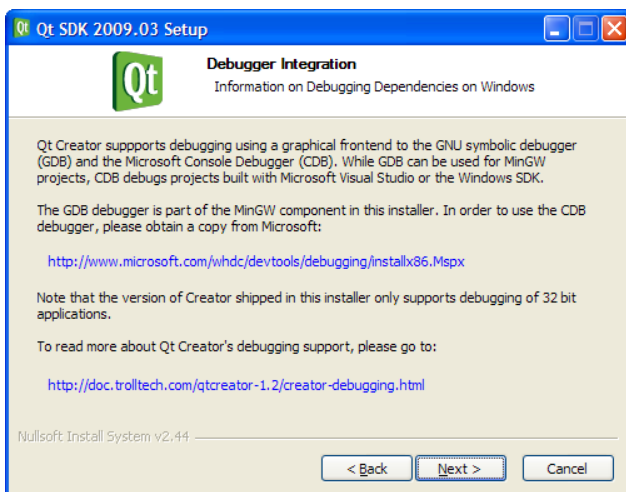 Qt SDK 2009.03 Setup
Qt
Debugger Integration
Information on Debugging Dependencies on Windows
Qt Creator suppports debugging using a graphical frontend to the GNU symbolic debugger
(GDB) and the Microsoft Console Debugger (CDB). While GDB can be used for MinGW
projects, CDB debugs projects built with Microsoft Visual Studio or the Windows SDK.
The GDB debugger is part of the MinGW component in this installer. In order to use the CDB
debugger, please obtain a copy from Microsoft:
http://www.microsoft.com/whdc/devtools/debugging/installx86.Mspx
Note that the version of Creator shipped in this installer only supports debugging of 32 bit
applications.
To read more about Qt Creator's debugging support, please go to:
http://doc.trolltech.com/qtcreator-1.2/creator-debugging.html
Nullsoft Install System v2.44
< Back Next > Cancel